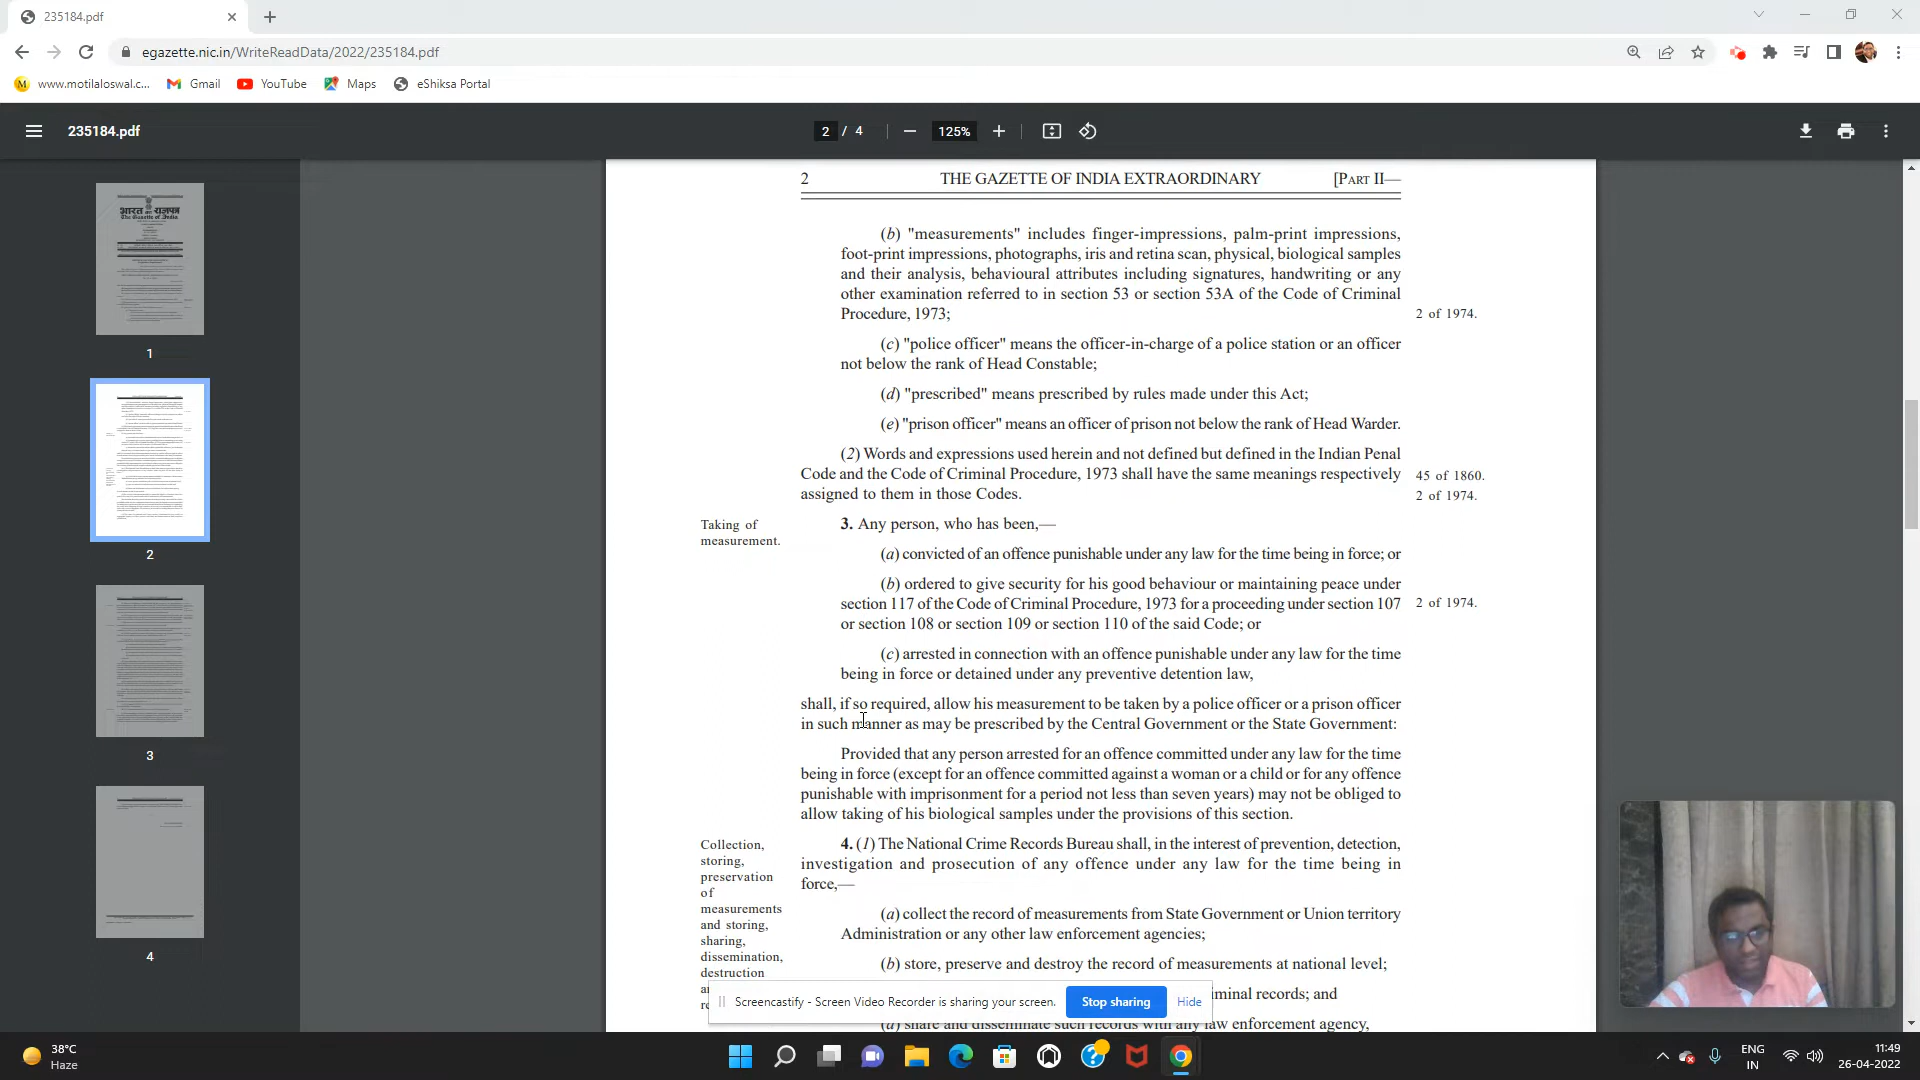 235184.pdf
egazette.nic.in/WriteReadData/2022/235184.pdf
www.motilaloswal.c...
Gmail
YouTube
Maps
eShiksa Portal
235184.pdf
2 / 4
125%
1
2
3
4
2 THE GAZETTE OF INDIA EXTRAORDINARY [PART II—
(b) "measurements" includes finger-impressions, palm-print impressions,
foot-print impressions, photographs, iris and retina scan, physical, biological samples
and their analysis, behavioural attributes including signatures, handwriting or any
other examination referred to in section 53 or section 53A of the Code of Criminal
Procedure, 1973;
2 of 1974.
(c) "police officer" means the officer-in-charge of a police station or an officer
not below the rank of Head Constable;
(d) "prescribed" means prescribed by rules made under this Act;
(e) "prison officer" means an officer of prison not below the rank of Head Warder.
(2) Words and expressions used herein and not defined but defined in the Indian Penal
Code and the Code of Criminal Procedure, 1973 shall have the same meanings respectively
assigned to them in those Codes.
45 of 1860.
2 of 1974.
Taking of
measurement.
3. Any person, who has been,—
(a) convicted of an offence punishable under any law for the time being in force; or
(b) ordered to give security for his good behaviour or maintaining peace under
section 117 of the Code of Criminal Procedure, 1973 for a proceeding under section 107
or section 108 or section 109 or section 110 of the said Code; or
2 of 1974.
(c) arrested in connection with an offence punishable under any law for the time
being in force or detained under any preventive detention law,
shall, if so required, allow his measurement to be taken by a police officer or a prison officer
in such manner as may be prescribed by the Central Government or the State Government:
Provided that any person arrested for an offence committed under any law for the time
being in force (except for an offence committed against a woman or a child or for any offence
punishable with imprisonment for a period not less than seven years) may not be obliged to
allow taking of his biological samples under the provisions of this section.
Collection,
storing,
preservation
of
measurements
and storing,
sharing,
dissemination,
destruction
4. (1) The National Crime Records Bureau shall, in the interest of prevention, detection,
investigation and prosecution of any offence under any law for the time being in
force,—
(a) collect the record of measurements from State Government or Union territory
Administration or any other law enforcement agencies;
(b) store, preserve and destroy the record of measurements at national level;
criminal records; and
(d) share and disseminate such records with any law enforcement agency,
Screencastify - Screen Video Recorder is sharing your screen.
Stop sharing
Hide
38°C
Haze
ENG
IN
11:49
26-04-2022